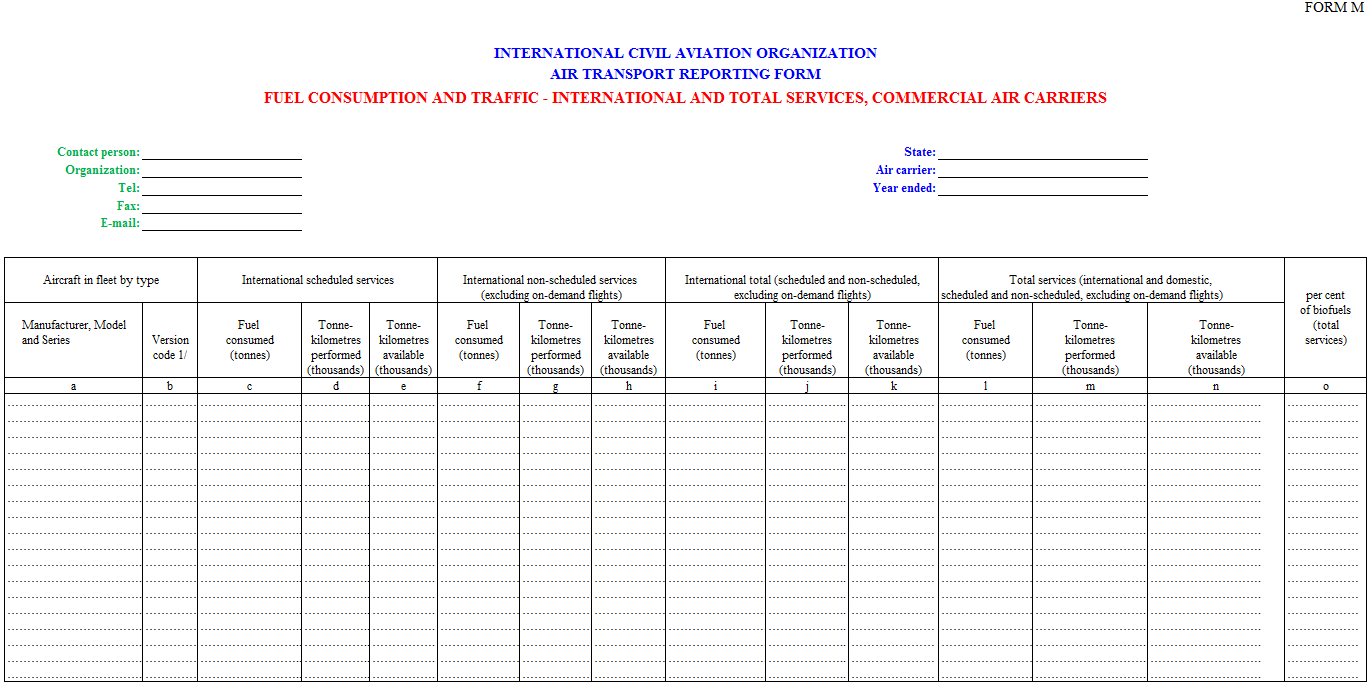 FORM M
INTERNATIONAL CIVIL AVIATION ORGANIZATION
AIR TRANSPORT REPORTING FORM
FUEL CONSUMPTION AND TRAFFIC - INTERNATIONAL AND TOTAL SERVICES, COMMERCIAL AIR CARRIERS
Contact person:
Organization:
Tel:
Fax:
E-mail:
State:
Air carrier:
Year ended:
Aircraft in fleet by type
International scheduled services
International non-scheduled services
(excluding on-demand flights)
International total (scheduled and non-scheduled,
excluding on-demand flights)
Total services (international and domestic,
scheduled and non-scheduled, excluding on-demand flights)
per cent
of biofuels
(total
services)
Manufacturer, Model
and Series
Version
code 1/
Fuel
consumed
(tonnes)
Tonne-
kilometres
performed
(thousands)
Tonne-
kilometres
available
(thousands)
Fuel
consumed
(tonnes)
Tonne-
kilometres
performed
(thousands)
Tonne-
kilometres
available
(thousands)
Fuel
consumed
(tonnes)
Tonne-
kilometres
performed
(thousands)
Tonne-
kilometres
available
(thousands)
Fuel
consumed
(tonnes)
Tonne-
kilometres
performed
(thousands)
Tonne-
kilometres
available
(thousands)
a b c d e f g h i j k l m n o